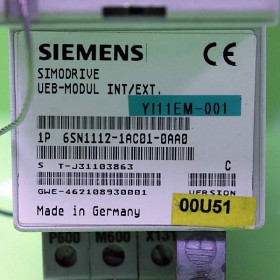 SIEMENS CE
SIMODRIVE
UEB-MODUL INT/EXT.
YI11EM-001
1P 6SN1112-1AC01-0AA0
S T-J31103863 C
GWE-462108930001 VERSION
Made in Germany 00U51
P600 M600 X131